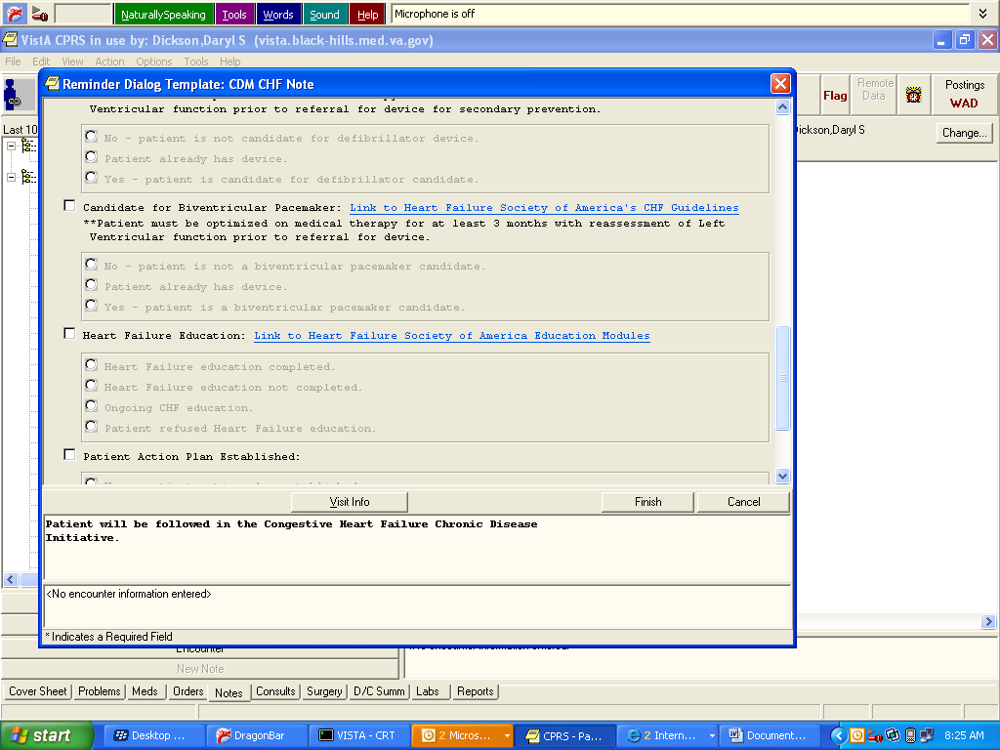 NaturallySpeaking Tools Words Sound Help Microphone is off
VistA CPRS in use by: Dickson,Daryl S (vista.black-hills.med.va.gov)
File Edit View Action Options Tools Help
Reminder Dialog Template: CDM CHF Note
Flag Remote Data Postings WAD
Last 10
Dickson,Daryl S
Change...
Ventricular function prior to referral for device for secondary prevention.
No - patient is not candidate for defibrillator device.
Patient already has device.
Yes - patient is candidate for defibrillator candidate.
Candidate for Biventricular Pacemaker: Link to Heart Failure Society of America's CHF Guidelines
**Patient must be optimized on medical therapy for at least 3 months with reassessment of Left
Ventricular function prior to referral for device.
No - patient is not a biventricular pacemaker candidate.
Patient already has device.
Yes - patient is a biventricular pacemaker candidate.
Heart Failure Education: Link to Heart Failure Society of America Education Modules
Heart Failure education completed.
Heart Failure education not completed.
Ongoing CHF education.
Patient refused Heart Failure education.
Patient Action Plan Established:
Visit Info Finish Cancel
Patient will be followed in the Congestive Heart Failure Chronic Disease
Initiative.
<No encounter information entered>
* Indicates a Required Field
Encounter
New Note
Cover Sheet Problems Meds Orders Notes Consults Surgery D/C Summ Labs Reports
start Desktop ... DragonBar VISTA - CRT 2 Micros... CPRS - Pa... 2 Intern... Document... 8:25 AM